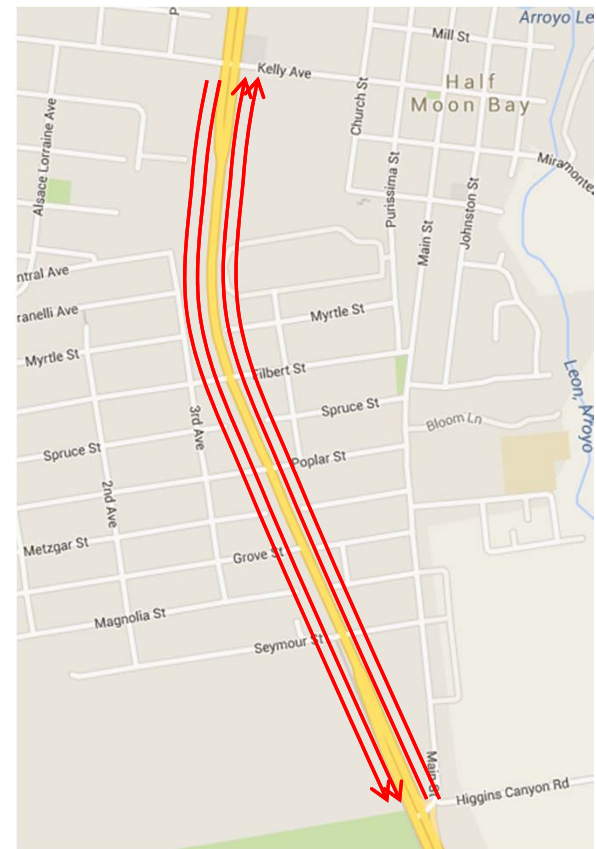 P
Arroyo Le
Mill St
Kelly Ave
Half
Moon Bay
Church St
Alsace Lorraine Ave
Miramontez
Purissima St
Johnston St
Main St
ntral Ave
ranelli Ave
Myrtle St
Myrtle St
Filbert St
Leon, Arroyo
3rd Ave
Spruce St
Bloom Ln
Spruce St
Poplar St
2nd Ave
Metzgar St
Grove St
Magnolia St
Seymour St
Main St
Higgins Canyon Rd